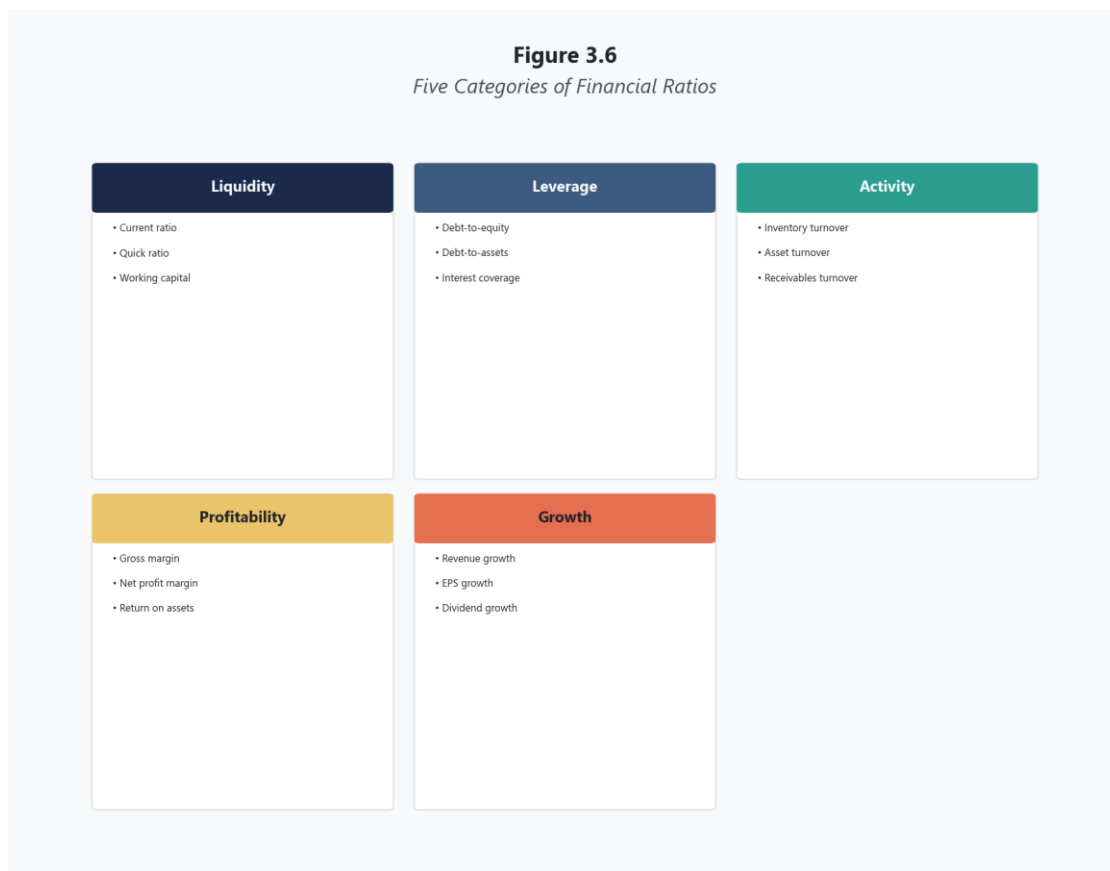 Figure 3.6
Five Categories of Financial Ratios
Liquidity
• Current ratio
• Quick ratio
• Working capital
Leverage
• Debt-to-equity
• Debt-to-assets
• Interest coverage
Activity
• Inventory turnover
• Asset turnover
• Receivables turnover
Profitability
• Gross margin
• Net profit margin
• Return on assets
Growth
• Revenue growth
• EPS growth
• Dividend growth